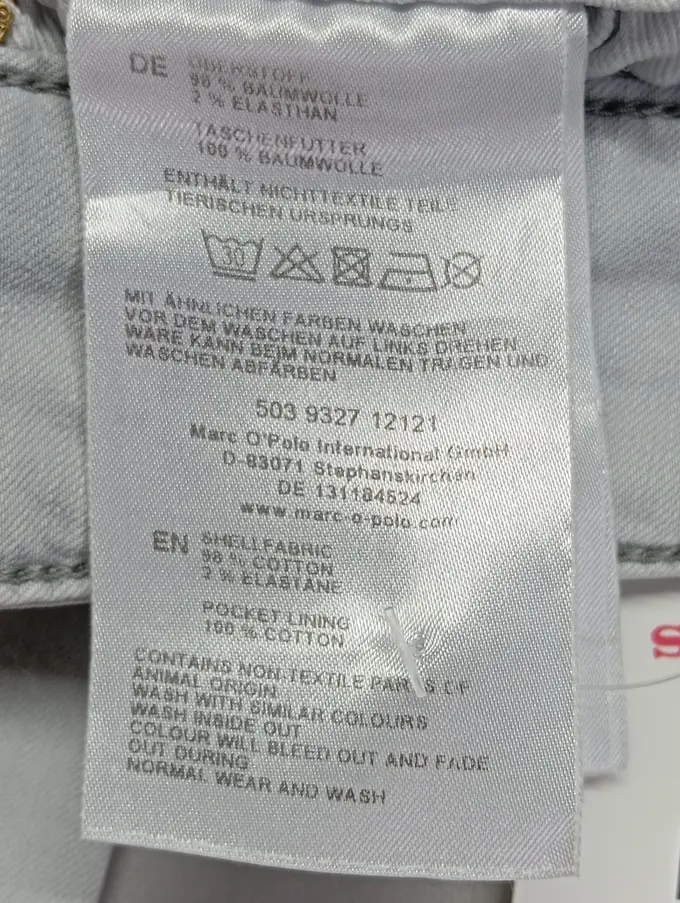 DE OBERSTOFF
98 % BAUMWOLLE
2 % ELASTHAN
TASCHENFUTTER
100 % BAUMWOLLE
ENTHÄLT NICHTTEXTILE TEILE
TIERISCHEN URSPRUNGS
30
MIT ÄHNLICHEN FARBEN WASCHEN
VOR DEM WASCHEN AUF LINKS DREHEN
WARE KANN BEIM NORMALEN TRAGEN UND
WASCHEN ABFÄRBEN
503 9327 12121
Marc O'Polo International GmbH
D-83071 Stephanskirchen
DE 131184524
www.marc-o-polo.com
EN SHELLFABRIC
98 % COTTON
2 % ELASTANE
POCKET LINING
100 % COTTON
CONTAINS NON-TEXTILE PARTS OF
ANIMAL ORIGIN
WASH WITH SIMILAR COLOURS
WASH INSIDE OUT
COLOUR WILL BLEED OUT AND FADE
OUT DURING
NORMAL WEAR AND WASH